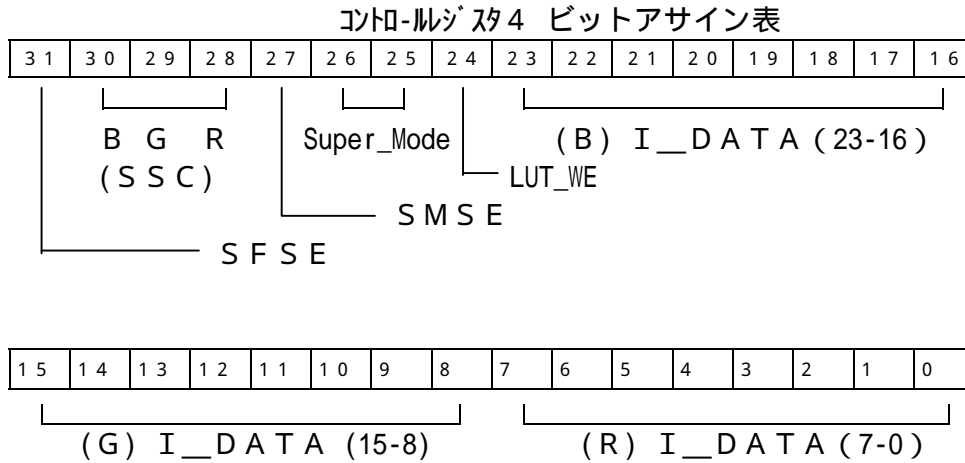 コントロールレジスタ4 ビットアサイン表
31 30 29 28 27 26 25 24 23 22 21 20 19 18 17 16
B G R Super_Mode (B) I__DATA (23-16)
(SSC) LUT_WE
SMSE
SFSE
15 14 13 12 11 10 9 8 7 6 5 4 3 2 1 0
(G) I__DATA (15-8) (R) I__DATA (7-0)